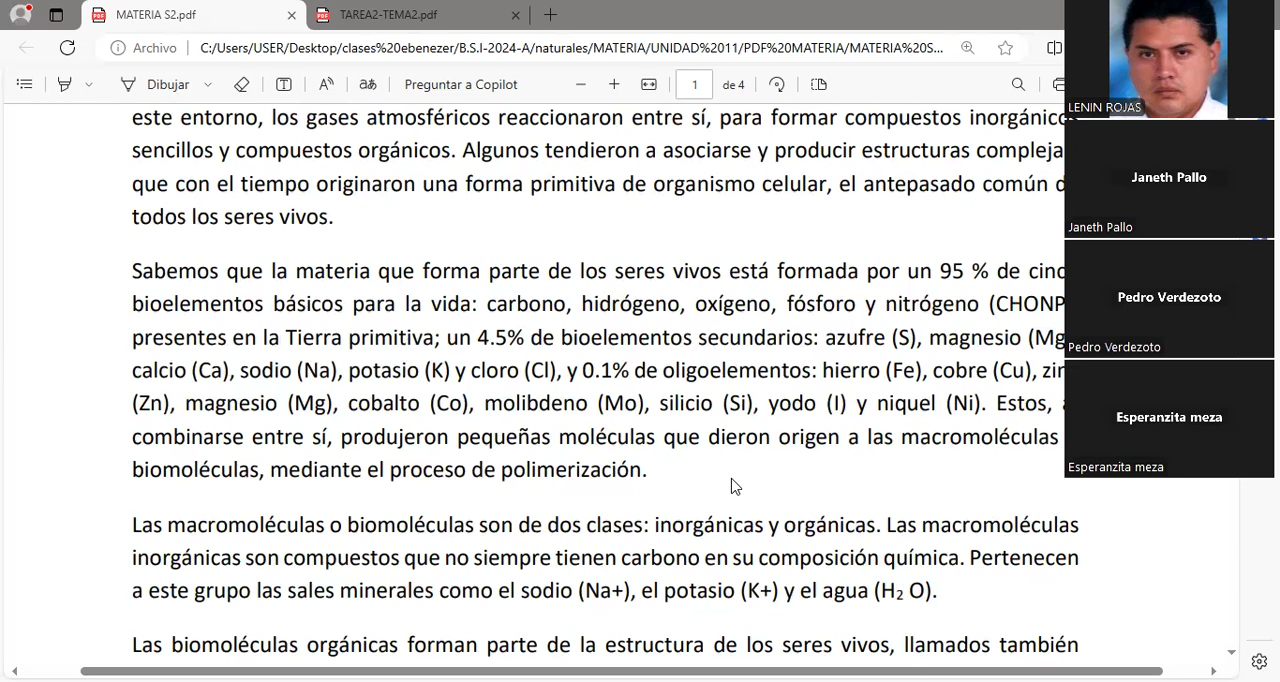 MATERIA S2.pdf
TAREA2-TEMA2.pdf
Archivo
C:/Users/USER/Desktop/clases%20ebenezer/B.S.I-2024-A/naturales/MATERIA/UNIDAD%2011/PDF%20MATERIA/MATERIA%20S...
Dibujar
Preguntar a Copilot
1
de 4
este entorno, los gases atmosféricos reaccionaron entre sí, para formar compuestos inorgánico
sencillos y compuestos orgánicos. Algunos tendieron a asociarse y producir estructuras compleja
que con el tiempo originaron una forma primitiva de organismo celular, el antepasado común d
todos los seres vivos.
Sabemos que la materia que forma parte de los seres vivos está formada por un 95 % de cinc
bioelementos básicos para la vida: carbono, hidrógeno, oxígeno, fósforo y nitrógeno (CHONP
presentes en la Tierra primitiva; un 4.5% de bioelementos secundarios: azufre (S), magnesio (Mg
calcio (Ca), sodio (Na), potasio (K) y cloro (Cl), y 0.1% de oligoelementos: hierro (Fe), cobre (Cu), zin
(Zn), magnesio (Mg), cobalto (Co), molibdeno (Mo), silicio (Si), yodo (I) y niquel (Ni). Estos, a
combinarse entre sí, produjeron pequeñas moléculas que dieron origen a las macromoléculas
biomoléculas, mediante el proceso de polimerización.
Las macromoléculas o biomoléculas son de dos clases: inorgánicas y orgánicas. Las macromoléculas
inorgánicas son compuestos que no siempre tienen carbono en su composición química. Pertenecen
a este grupo las sales minerales como el sodio (Na+), el potasio (K+) y el agua (H₂ O).
Las biomoléculas orgánicas forman parte de la estructura de los seres vivos, llamados también
LENIN ROJAS
Janeth Pallo
Janeth Pallo
Pedro Verdezoto
Pedro Verdezoto
Esperanzita meza
Esperanzita meza